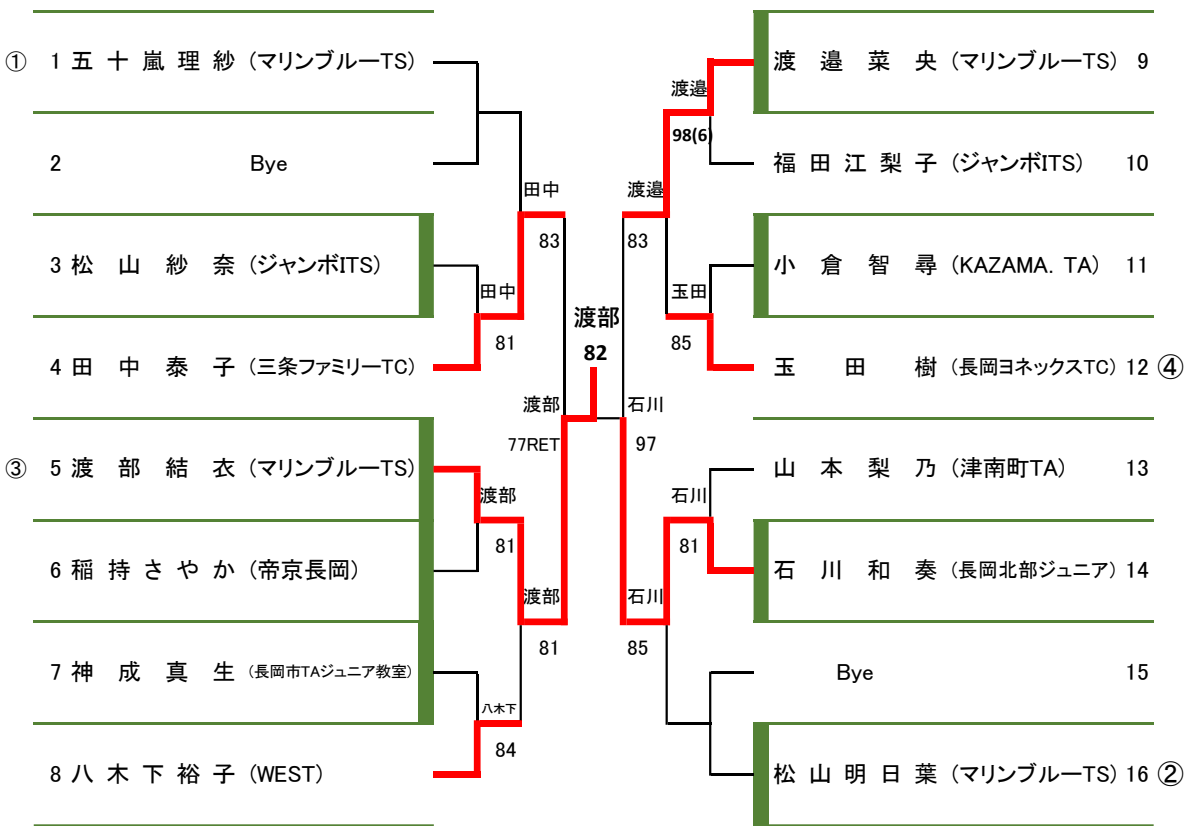 ① 1 五十嵐理紗 (マリンブルーTS)
2 Bye
3 松山紗奈 (ジャンボITS)
4 田中泰子 (三条ファミリーTC)
③ 5 渡部結衣 (マリンブルーTS)
6 稲持さやか (帝京長岡)
7 神成真生 (長岡市TAジュニア教室)
8 八木下裕子 (WEST)
田中
81
渡部
81
八木下
84
田中
83
渡部
81
渡部
77RET
渡部
82
石川
97
渡邉
83
石川
85
渡邉
98(6)
玉田
85
石川
81
渡邉菜央 (マリンブルーTS) 9
福田江梨子 (ジャンボITS) 10
小倉智尋 (KAZAMA. TA) 11
玉田樹 (長岡ヨネックスTC) 12 ④
山本梨乃 (津南町TA) 13
石川和奏 (長岡北部ジュニア) 14
Bye 15
松山明日葉 (マリンブルーTS) 16 ②